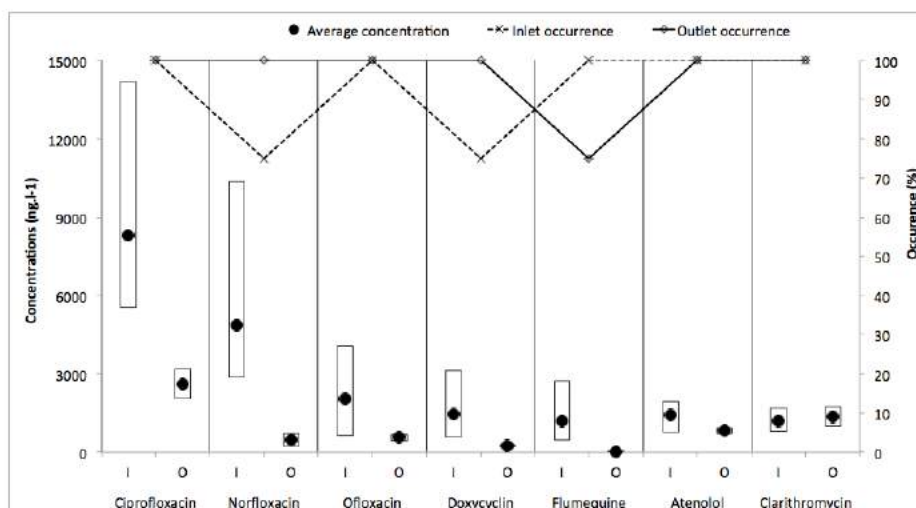 Average concentration Inlet occurrence Outlet occurrence
15000 100
90
12000 80
70
9000 60
50
6000 40
30
3000 20
10
0 0
Concentrations (ng.l-1)
Occurence (%)
I O I O I O I O I O I O I O
Ciprofloxacin Norfloxacin Ofloxacin Doxycyclin Flumequine Atenolol Clarithromycin